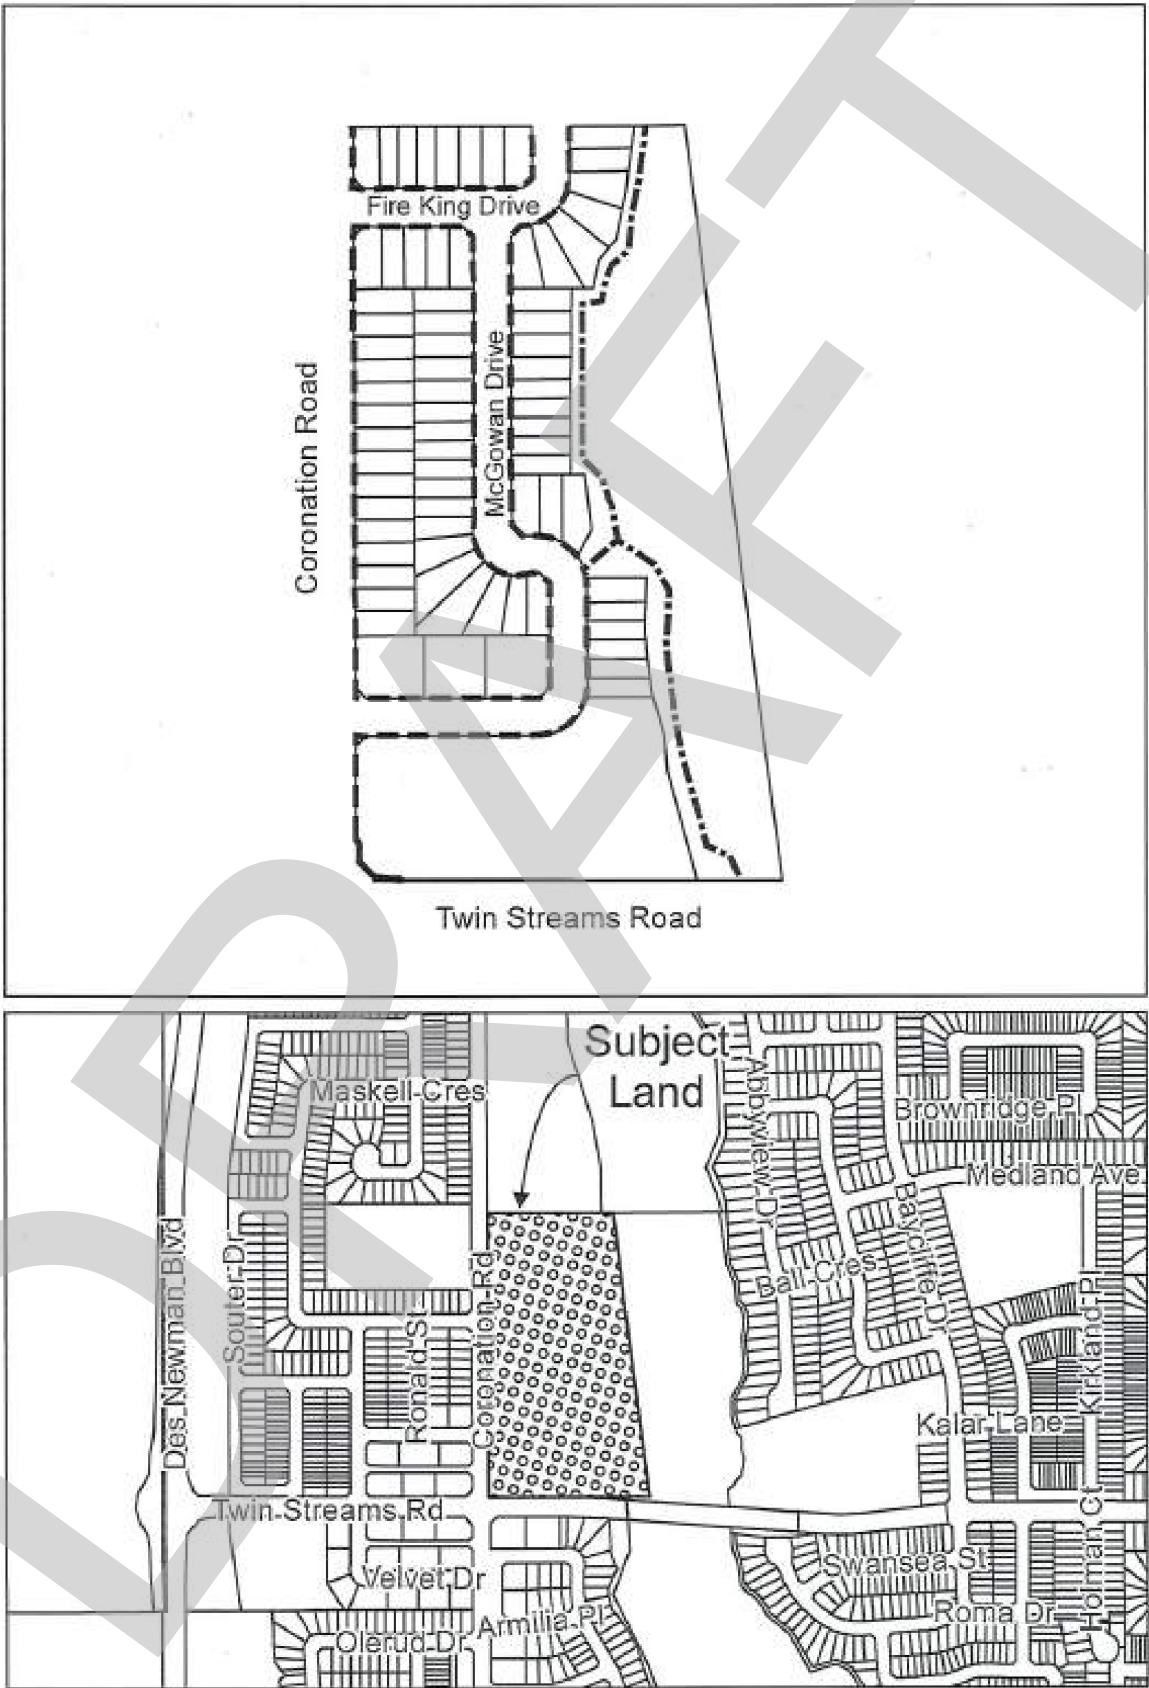 Fire King Drive
McGowan Drive
Coronation Road
Twin Streams Road
DRAFT
Subject
Land
Maskell Cres
Abbyview Dr
Brownridge Pl
Medland Ave
Baycliffe Dr
Ball Cres
Des Newman Blvd
Souter Dr
Ronald St
Coronation Rd
Kirkland Pl
Kalar Lane
Twin Streams Rd
Velvet Dr
Swansea St
Holman Ct
Roma Dr
Armilia Pl
Olerud Dr